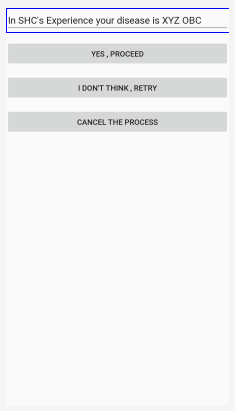 In SHC's Experience your disease is XYZ OBC
YES , PROCEED
I DON'T THINK , RETRY
CANCEL THE PROCESS